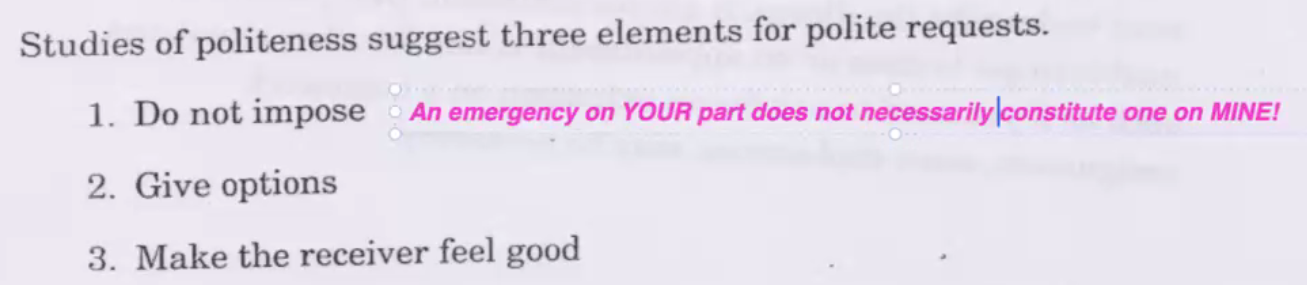 Studies of politeness suggest three elements for polite requests.
1. Do not impose An emergency on YOUR part does not necessarily constitute one on MINE!
2. Give options
3. Make the receiver feel good